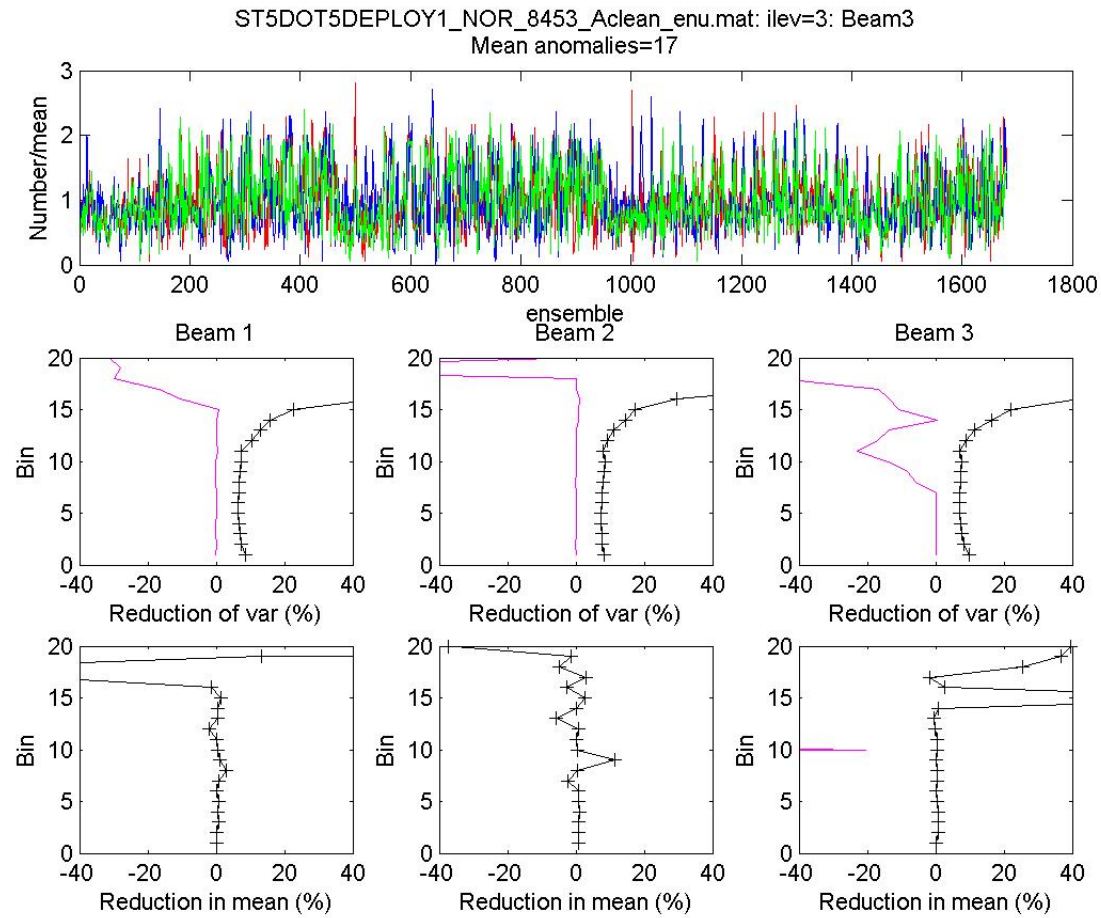 ST5DOT5DEPLOY1_NOR_8453_Aclean_enu.mat: ilev=3: Beam3
Mean anomalies=17
Number/mean
3
2
1
0
0 200 400 600 800 1000 1200 1400 1600 1800
ensemble
Beam 1 Beam 2 Beam 3
Bin Bin Bin
20 20 20
15 15 15
10 10 10
5 5 5
0 0 0
-40 -20 0 20 40 -40 -20 0 20 40 -40 -20 0 20 40
Reduction of var (%) Reduction of var (%) Reduction of var (%)
Bin Bin Bin
20 20 20
15 15 15
10 10 10
5 5 5
0 0 0
-40 -20 0 20 40 -40 -20 0 20 40 -40 -20 0 20 40
Reduction in mean (%) Reduction in mean (%) Reduction in mean (%)